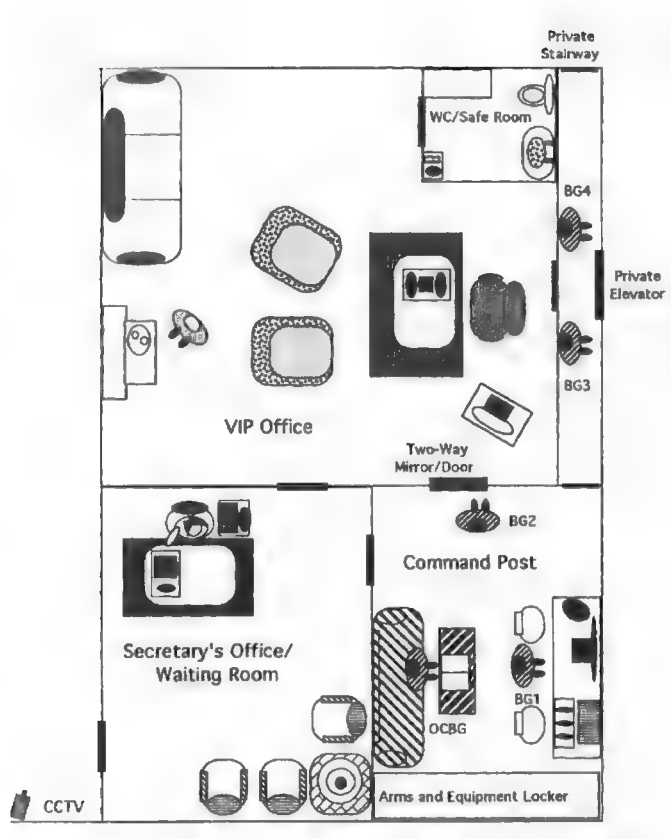 Private
Stairway
WC/Safe Room
BG4
Private
Elevator
BG3
VIP Office
Two-Way
Mirror/Door
BG2
Command Post
Secretary's Office/
Waiting Room
BG1
OCBG
Arms and Equipment Locker
CCTV